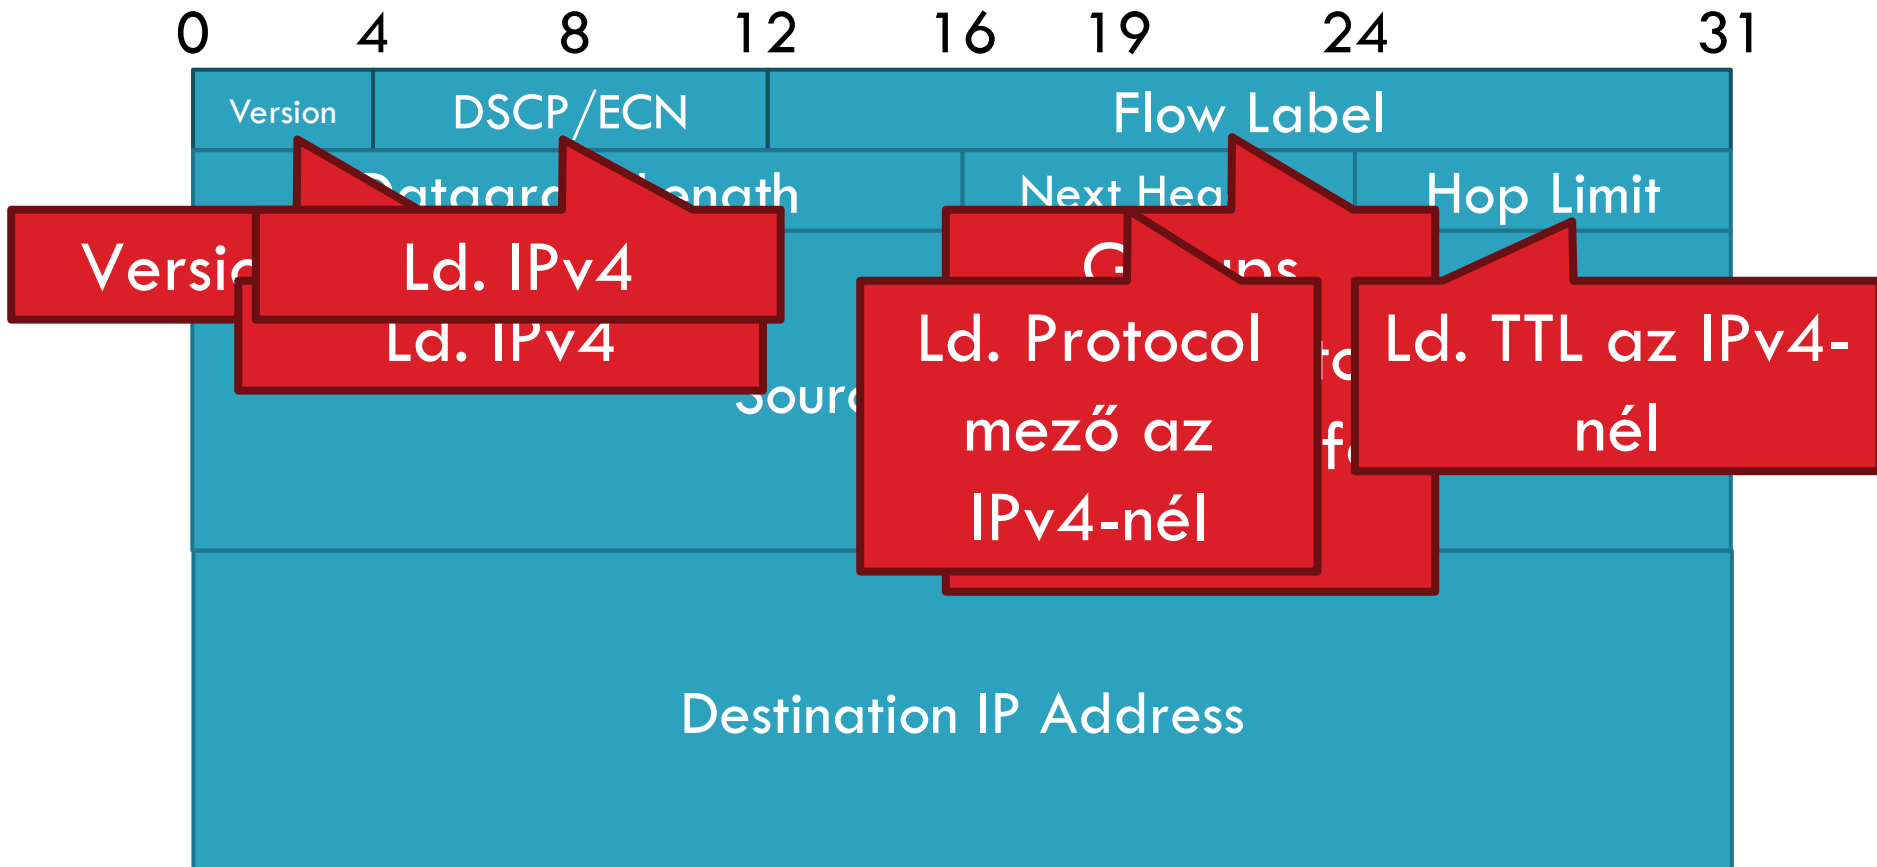 0 4 8 12 16 19 24 31
Version DSCP/ECN Flow Label
Next Hop Limit
Ld. IPv4
Ld. IPv4
Ld. Protocol
mező az
IPv4-nél
Ld. TTL az IPv4-
nél
Destination IP Address